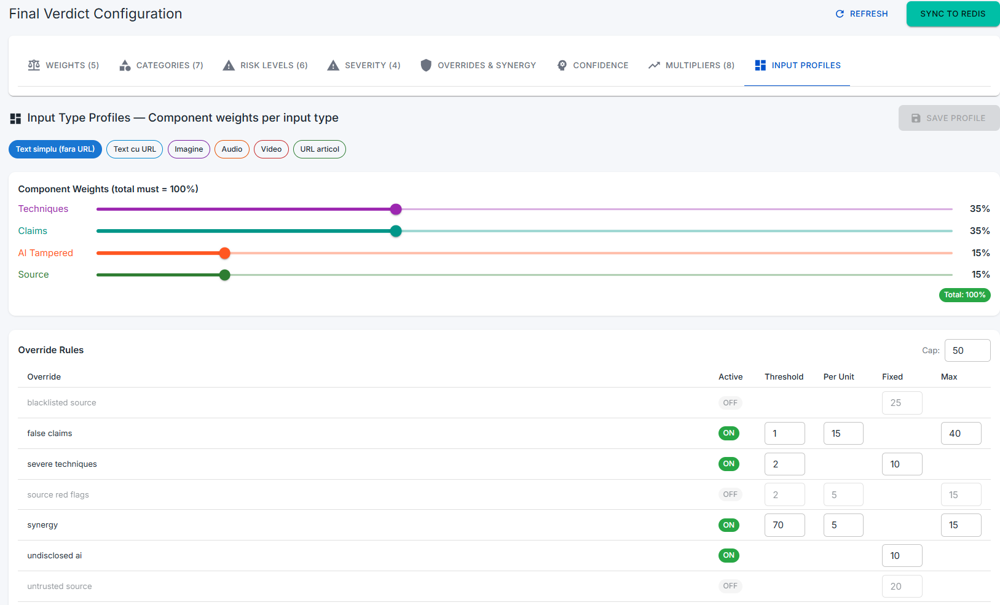 Final Verdict Configuration
REFRESH
SYNC TO REDIS
WEIGHTS (5)
CATEGORIES (7)
RISK LEVELS (6)
SEVERITY (4)
OVERRIDES & SYNERGY
CONFIDENCE
MULTIPLIERS (8)
INPUT PROFILES
Input Type Profiles — Component weights per input type
SAVE PROFILE
Text simplu (fara URL)
Text cu URL
Imagine
Audio
Video
URL articol
Component Weights (total must = 100%)
Techniques 35%
Claims 35%
AI Tampered 15%
Source 15%
Total: 100%
Override Rules
Cap: 50
Override Active Threshold Per Unit Fixed Max
blacklisted source OFF 25
false claims ON 1 15 40
severe techniques ON 2 10
source red flags OFF 2 5 15
synergy ON 70 5 15
undisclosed ai ON 10
untrusted source OFF 20